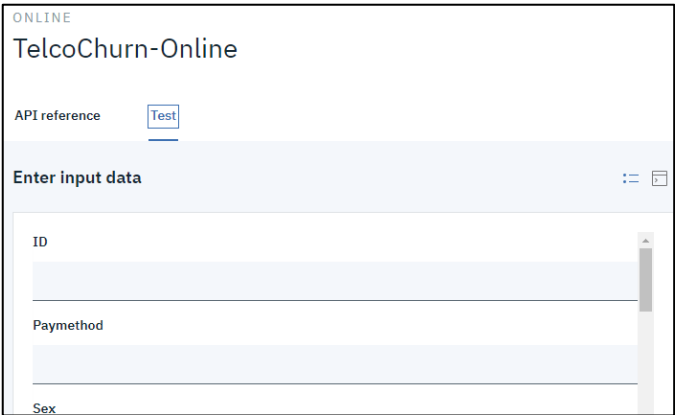 ONLINE
TelcoChurn-Online
API reference Test
Enter input data
ID
Paymethod
Sex